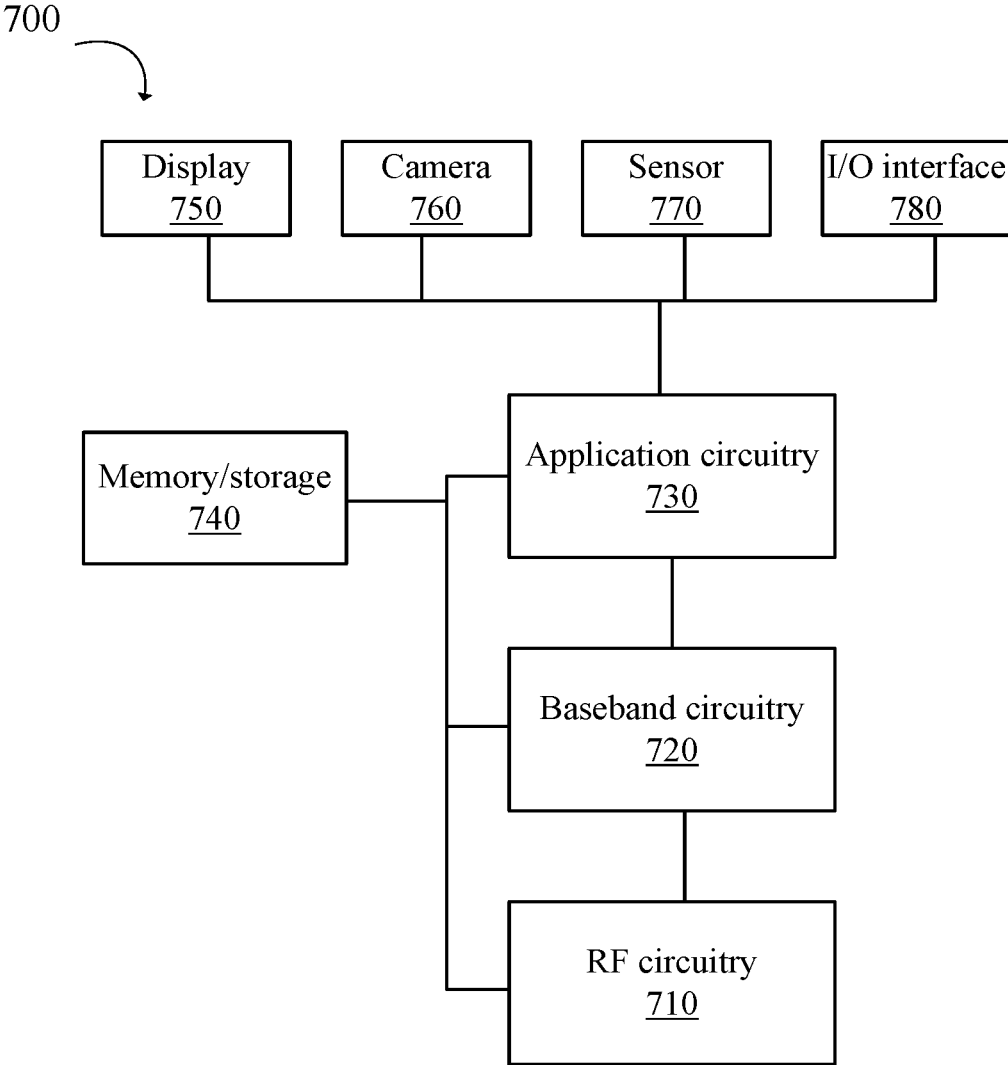 700
Display
750
Camera
760
Sensor
770
I/O interface
780
Memory/storage
740
Application circuitry
730
Baseband circuitry
720
RF circuitry
710